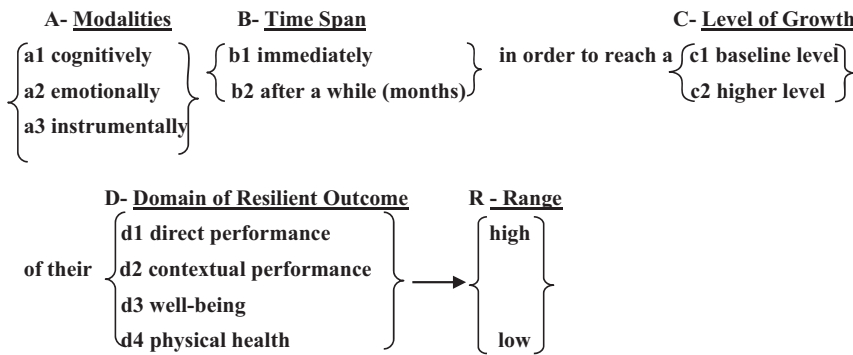 A- Modalities B- Time Span C- Level of Growth
a1 cognitively b1 immediately in order to reach a c1 baseline level
a2 emotionally b2 after a while (months) c2 higher level
a3 instrumentally
D- Domain of Resilient Outcome R - Range
d1 direct performance high
of their d2 contextual performance
d3 well-being
d4 physical health low